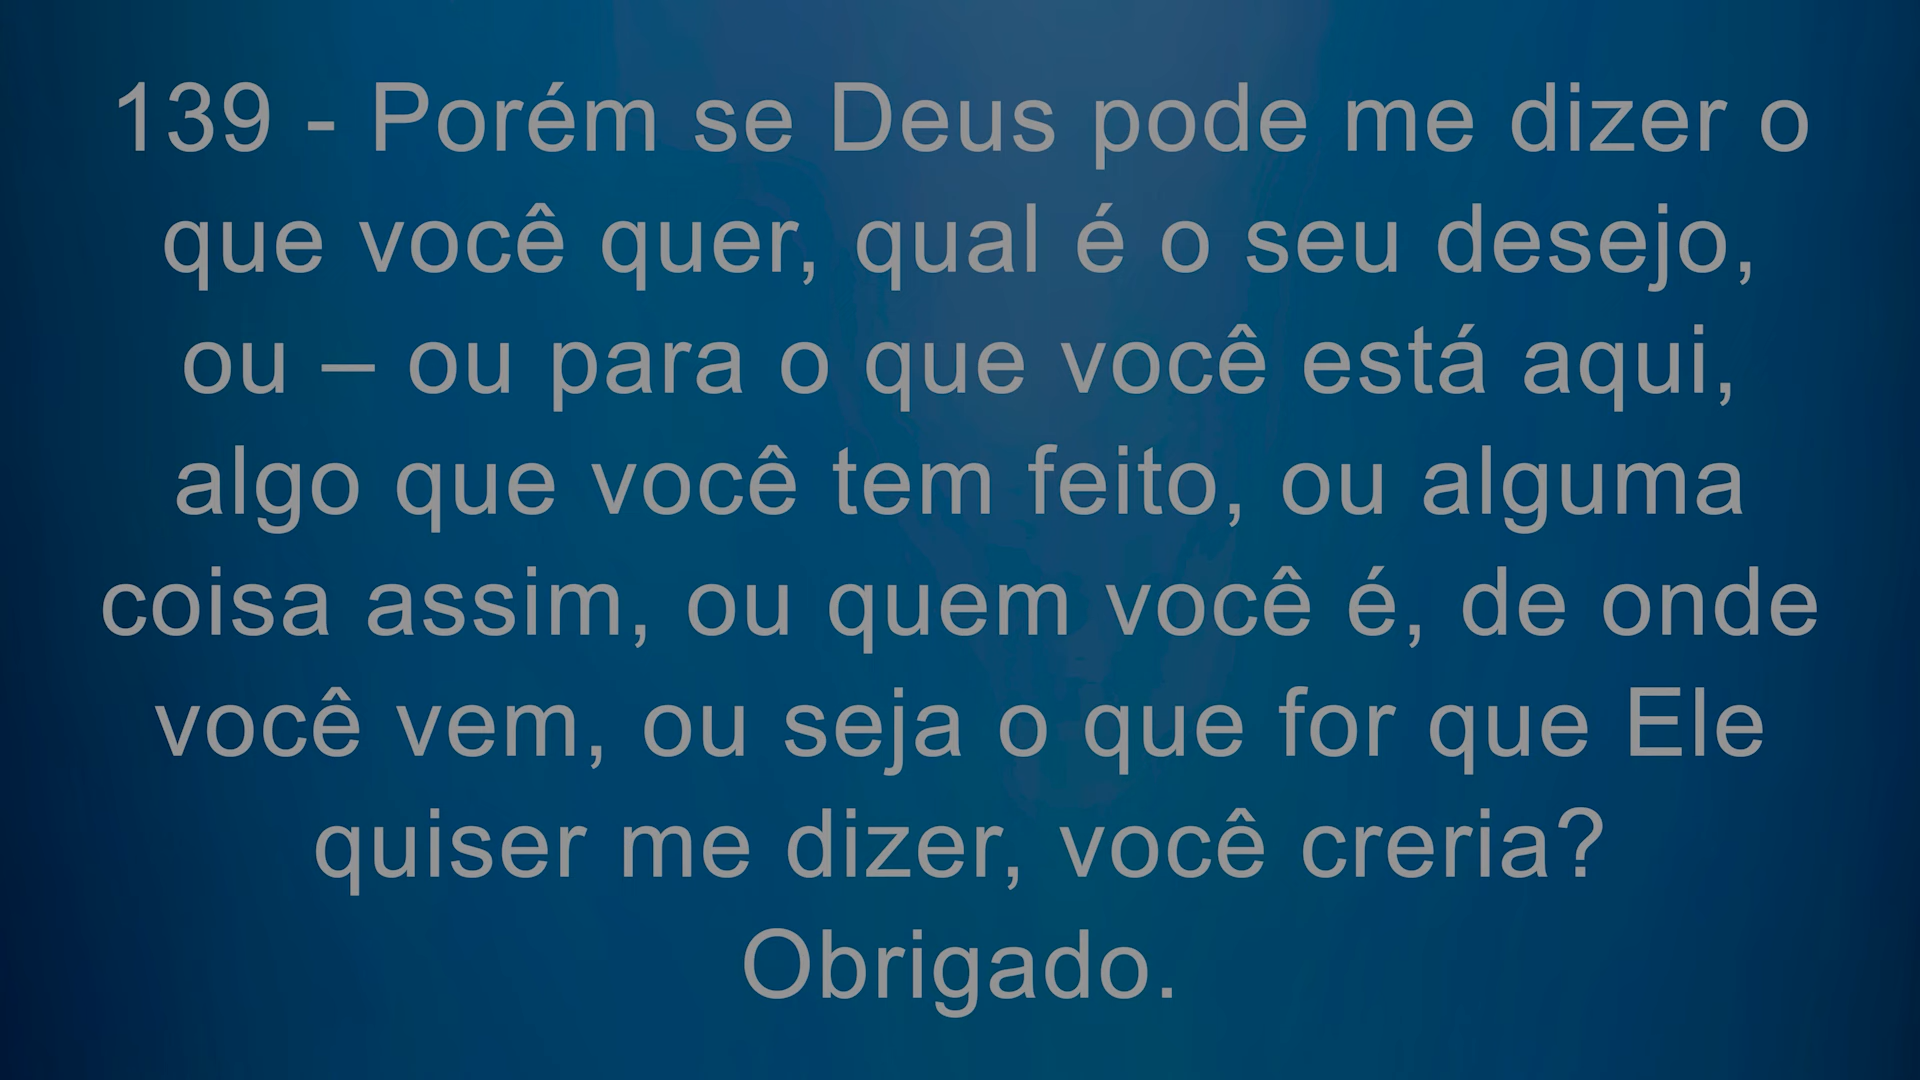 139 - Porém se Deus pode me dizer o
que você quer, qual é o seu desejo,
ou – ou para o que você está aqui,
algo que você tem feito, ou alguma
coisa assim, ou quem você é, de onde
você vem, ou seja o que for que Ele
quiser me dizer, você creria?
Obrigado.